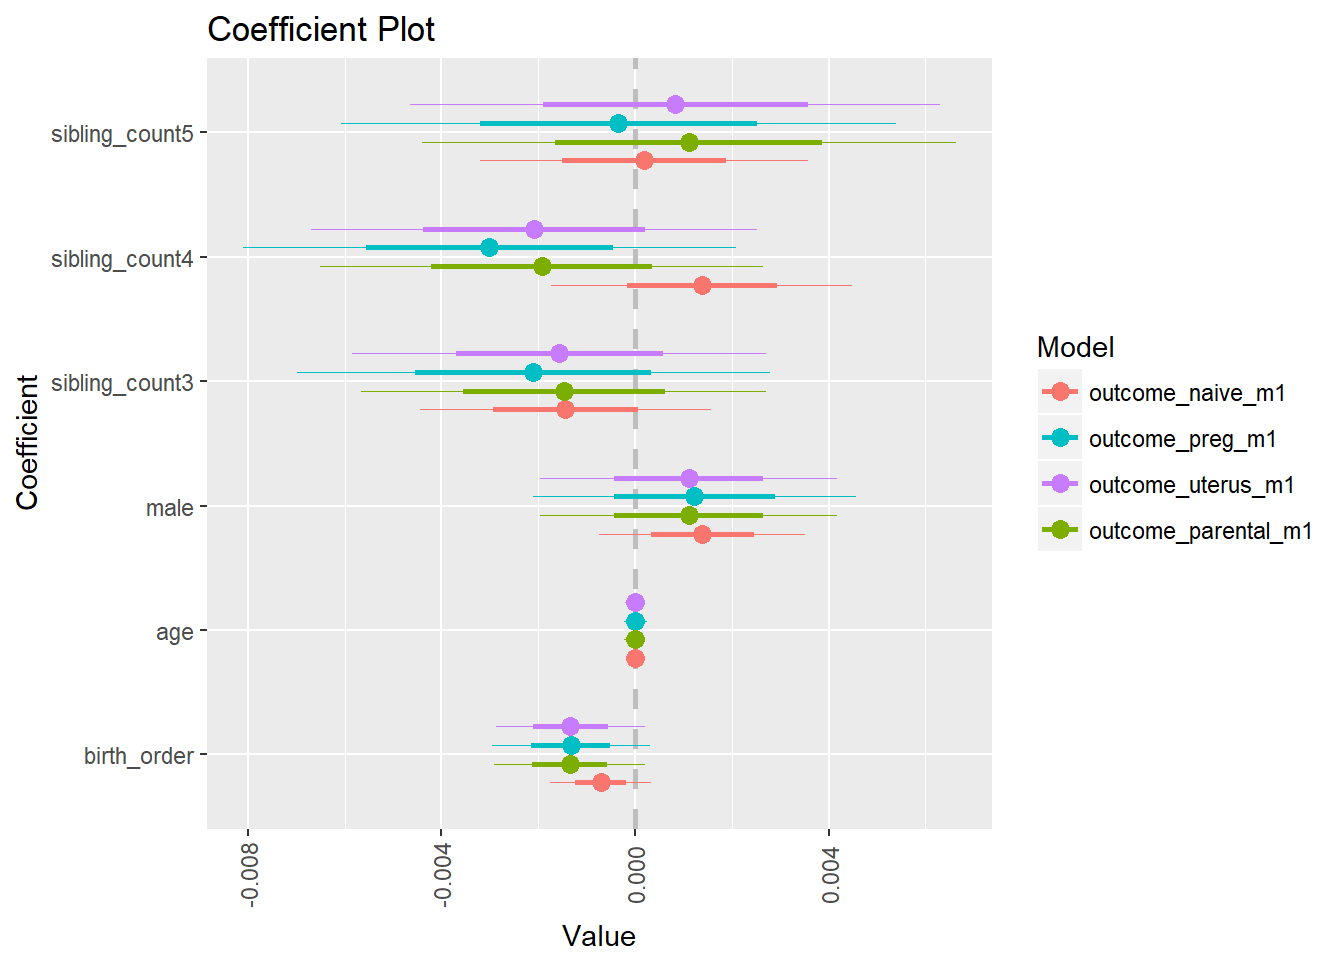 Coefficient Plot
sibling_count5
sibling_count4
sibling_count3
male
age
birth_order
Coefficient
-0.008
-0.004
0.000
0.004
Value
Model
outcome_naive_m1
outcome_preg_m1
outcome_uterus_m1
outcome_parental_m1